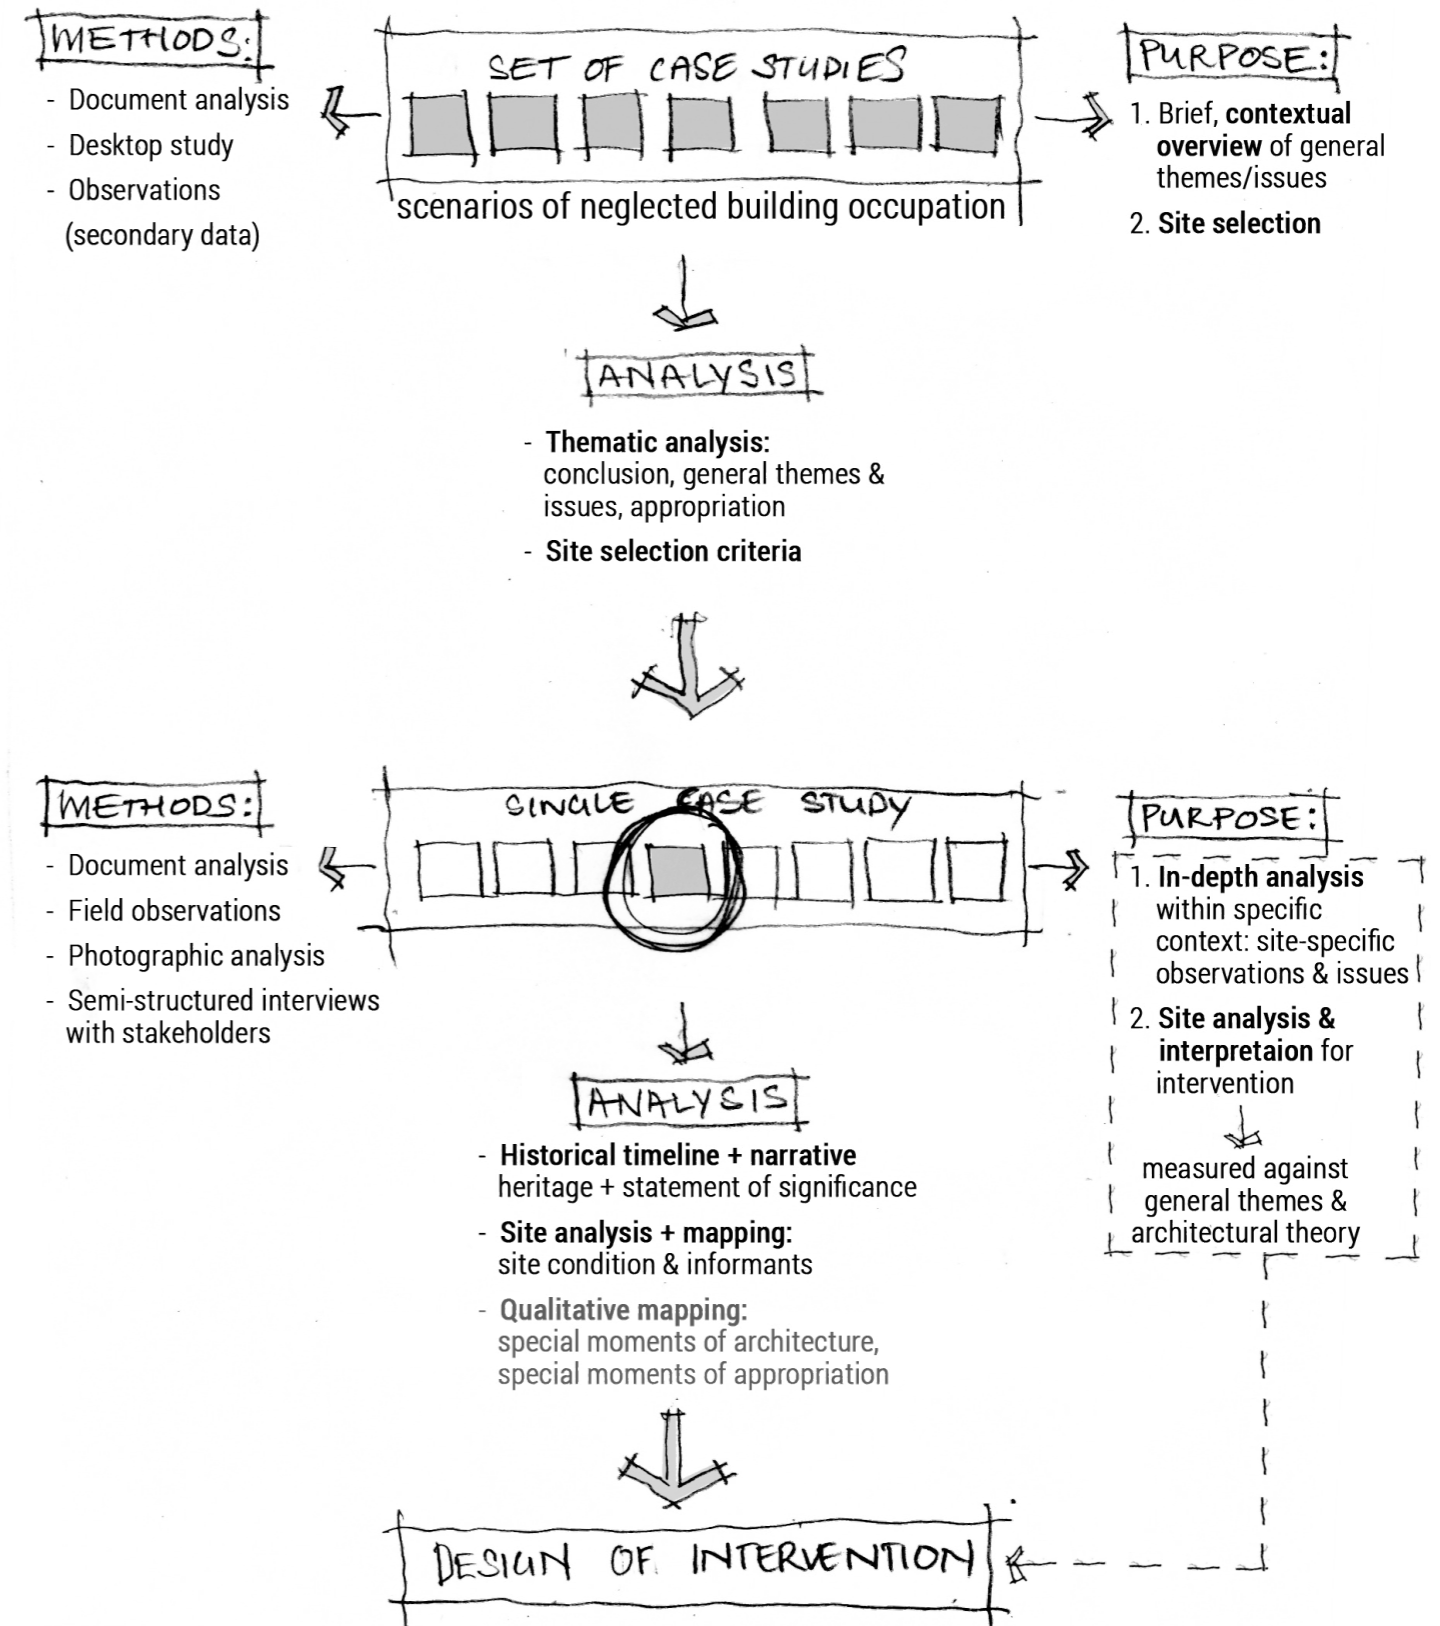 METHODS:
- Document analysis
- Desktop study
- Observations
(secondary data)
SET OF CASE STUDIES
scenarios of neglected building occupation
PURPOSE:
1. Brief, contextual
overview of general
themes/issues
2. Site selection
ANALYSIS
- Thematic analysis:
conclusion, general themes &
issues, appropriation
- Site selection criteria
METHODS:
- Document analysis
- Field observations
- Photographic analysis
- Semi-structured interviews
with stakeholders
SINGLE CASE STUDY
PURPOSE:
1. In-depth analysis
within specific
context: site-specific
observations & issues
2. Site analysis &
interpretaion for
intervention
measured against
general themes &
architectural theory
ANALYSIS
- Historical timeline + narrative
heritage + statement of significance
- Site analysis + mapping:
site condition & informants
- Qualitative mapping:
special moments of architecture,
special moments of appropriation
DESIGN OF INTERVENTION